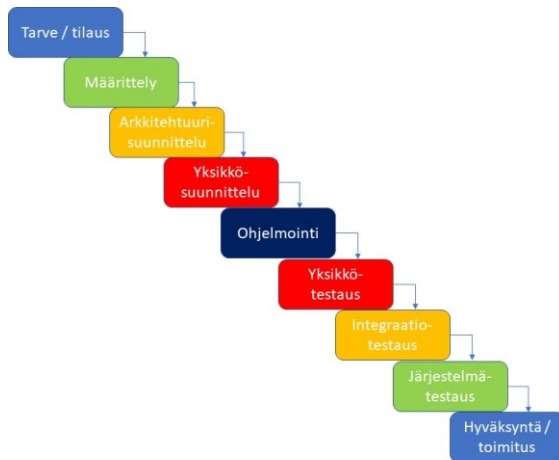 Tarve / tilaus
Määrittely
Arkkitehtuuri-
suunnittelu
Yksikkö-
suunnittelu
Ohjelmointi
Yksikkö-
testaus
Integraatio-
testaus
Järjestelmä-
testaus
Hyväksyntä /
toimitus